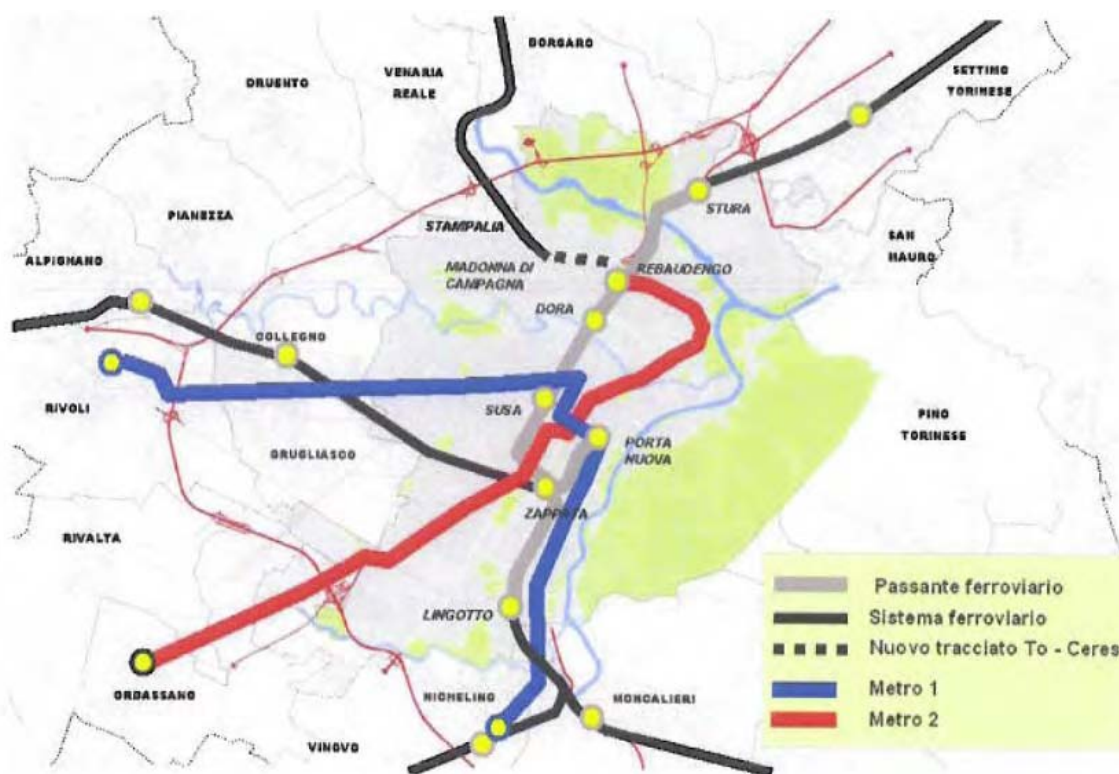 BORGARO
DRUENTO
VENARIA
REALE
SETTIMO
TORINESE
PIANEZZA
STURA
STAMPALIA
SAN
MAURO
ALPIGNANO
MADONNA DI
CAMPAGNA
REBAUDENGO
DORA
COLLEGNO
RIVOLI
SUSA
PINO
TORINESE
PORTA
NUOVA
GRUGLIASCO
ZAPPATA
RIVALTA
LINGOTTO
ORBASSANO
NICHELINO
MONCALIERI
VINOVO
Passante ferroviario
Sistema ferroviario
Nuovo tracciato To - Ceres
Metro 1
Metro 2